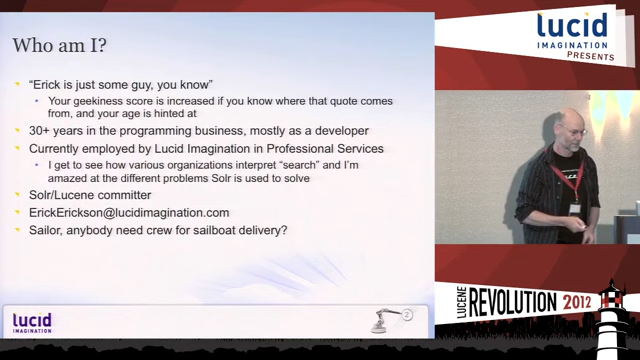 Who am I?
"Erick is just some guy, you know"
Your geekiness score is increased if you know where that quote comes
from, and your age is hinted at
30+ years in the programming business, mostly as a developer
Currently employed by Lucid Imagination in Professional Services
I get to see how various organizations interpret "search" and I'm
amazed at the different problems Solr is used to solve
Solr/Lucene committer
ErickErickson@lucidimagination.com
Sailor, anybody need crew for sailboat delivery?
lucid
IMAGINATION
2
lucid
IMAGINATION
PRESENTS
LUCENE
REVOLUTION 2012